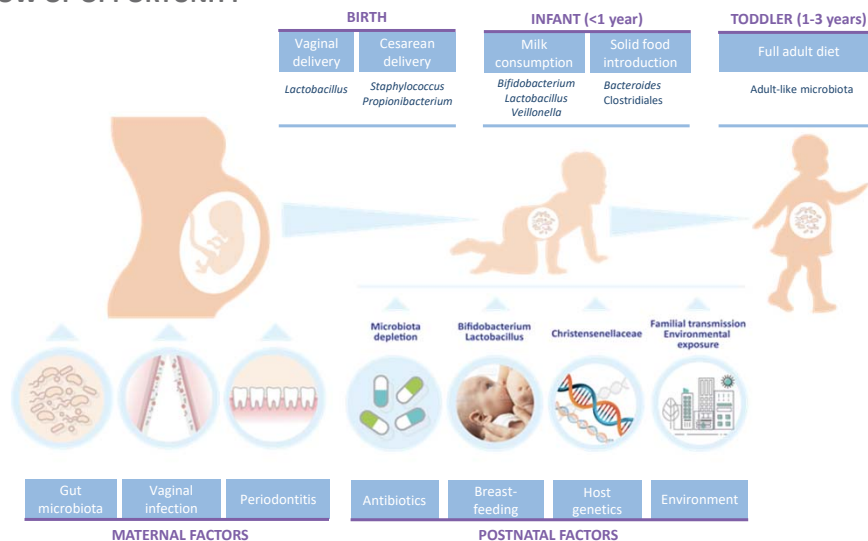 OF OPPORTUNITY
BIRTH
INFANT (<1 year)
TODDLER (1-3 years)
Vaginal
delivery
Cesarean
delivery
Milk
consumption
Solid food
introduction
Full adult diet
Lactobacillus
Staphylococcus
Propionibacterium
Bifidobacterium
Lactobacillus
Veillonella
Bacteroides
Clostridiales
Adult-like microbiota
Microbiota
depletion
Bifidobacterium
Lactobacillus
Christensenellaceae
Familial transmission
Environmental
exposure
Gut
microbiota
Vaginal
infection
Periodontitis
Antibiotics
Breast-
feeding
Host
genetics
Environment
MATERNAL FACTORS
POSTNATAL FACTORS